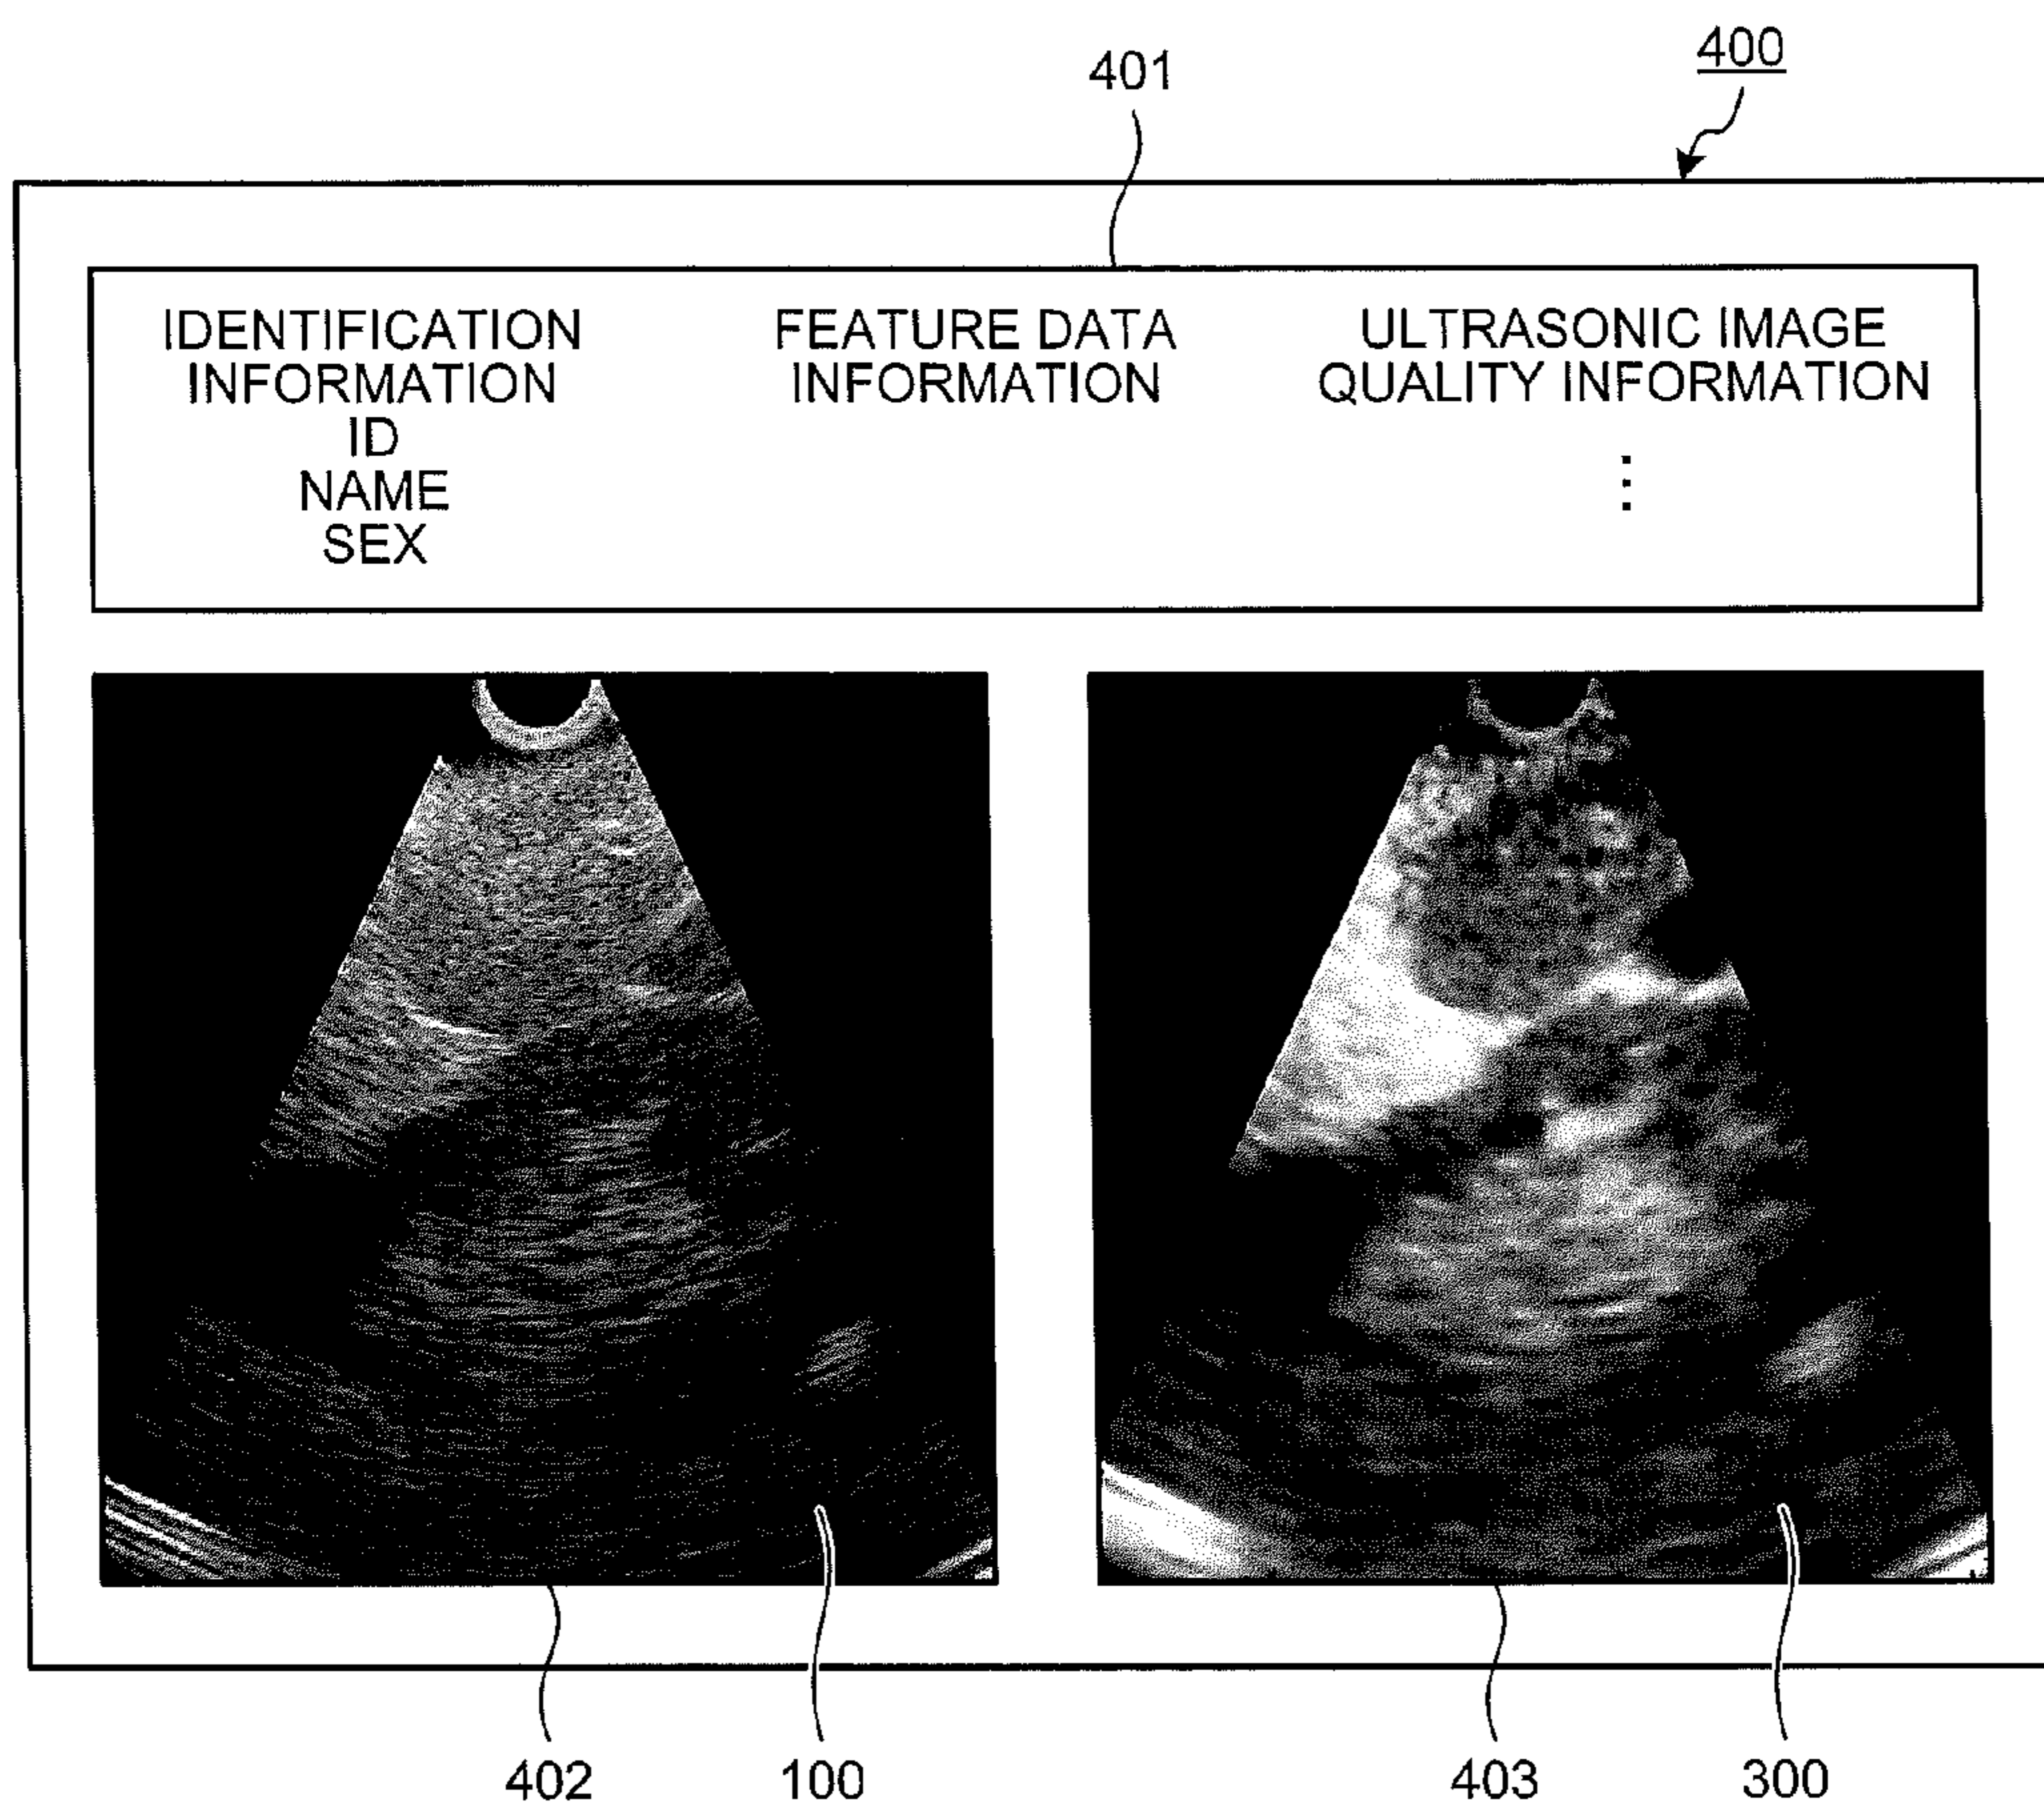 400
401
IDENTIFICATION
INFORMATION
ID
NAME
SEX
FEATURE DATA
INFORMATION
ULTRASONIC IMAGE
QUALITY INFORMATION
⋮
402
100
403
300